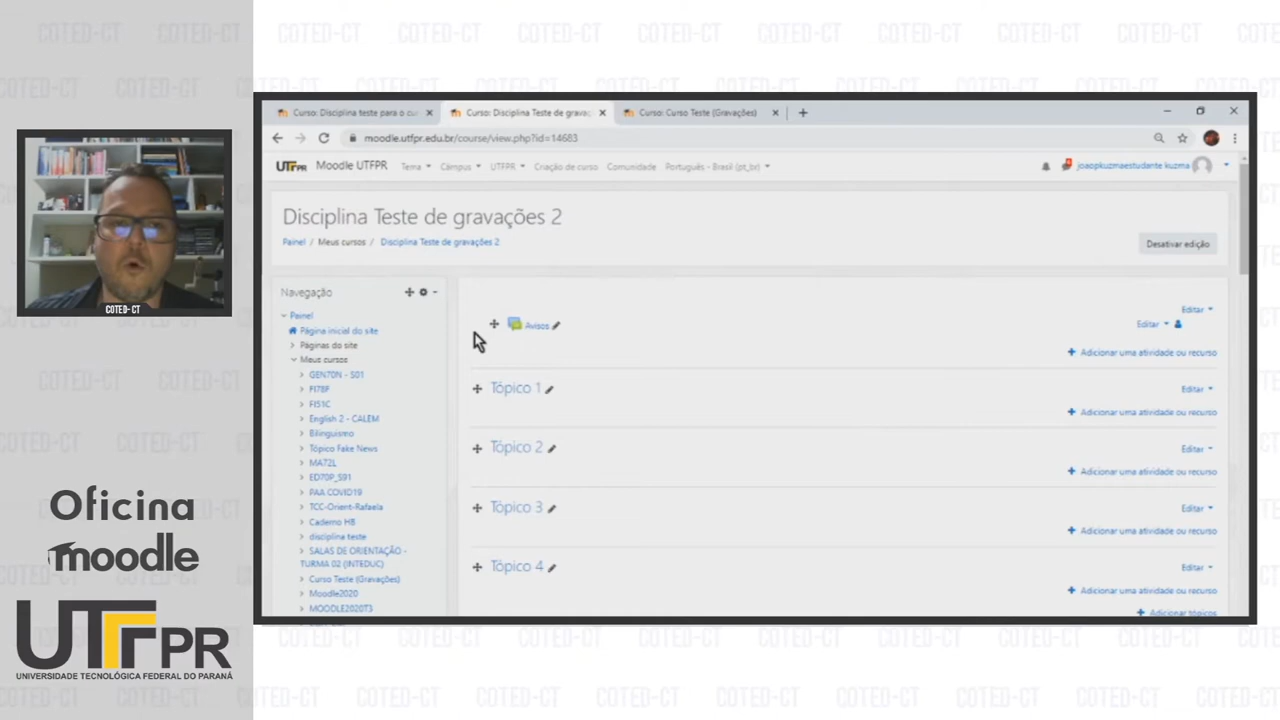 COTED-CT
Oficina
moodle
UTFPR
UNIVERSIDADE TECNOLÓGICA FEDERAL DO PARANÁ
Curso: Disciplina teste para o cu
Curso: Disciplina Teste de grava
Curso: Curso Teste (Gravações)
moodle.utfpr.edu.br/course/view.php?id=14683
UTFPR Moodle UTFPR Tema Câmpus UTFPR Criação de curso Comunidade Português - Brasil (pt_br) joaopkuzmaestudante kuzma
Disciplina Teste de gravações 2
Painel / Meus cursos / Disciplina Teste de gravações 2
Desativar edição
Navegação
Painel
Página inicial do site
Páginas do site
Meus cursos
GEN70N - S01
FI78F
FI51C
English 2 - CALEM
Bilinguismo
Tópico Fake News
MA72L
ED70P_S91
PAA COVID19
TCC-Orient-Rafaela
Caderno HB
disciplina teste
SALAS DE ORIENTAÇÃO -
TURMA 02 (INTEDUC)
Curso Teste (Gravações)
Moodle2020
MOODLE2020T3
Editar
Avisos
Editar
Adicionar uma atividade ou recurso
Tópico 1
Editar
Adicionar uma atividade ou recurso
Tópico 2
Editar
Adicionar uma atividade ou recurso
Tópico 3
Editar
Adicionar uma atividade ou recurso
Tópico 4
Editar
Adicionar uma atividade ou recurso
Adicionar tópicos